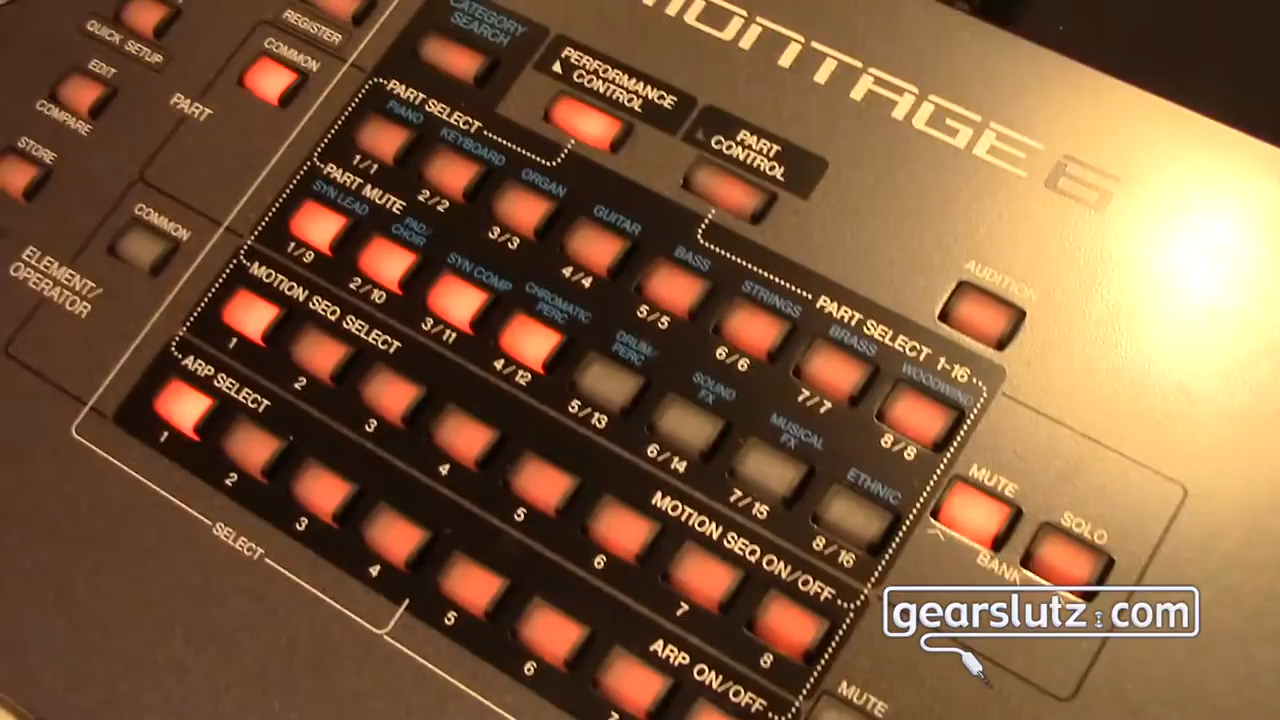 MONTAGE 6
CATEGORY
SEARCH
REGISTER
QUICK SETUP
PERFORMANCE
CONTROL
PART
CONTROL
COMMON
PART
EDIT
COMPARE
STORE
COMMON
ELEMENT/
OPERATOR
PART SELECT
PIANO
KEYBOARD
ORGAN
GUITAR
BASS
STRINGS
BRASS
WOODWIND
PART SELECT 1-16
1/1
2/2
3/3
4/4
5/5
6/6
7/7
8/8
AUDITION
PART MUTE
SYN LEAD
PAD/
CHOIR
SYN COMP
CHROMATIC
PERC
DRUM/
PERC
SOUND
FX
MUSICAL
FX
ETHNIC
1/9
2/10
3/11
4/12
5/13
6/14
7/15
8/16
MUTE
SOLO
BANK
MOTION SEQ SELECT
1
2
3
4
5
6
7
8
MOTION SEQ ON/OFF
ARP SELECT
1
2
3
4
5
6
7
ARP ON/OFF
SELECT
MUTE
gearslutz.com